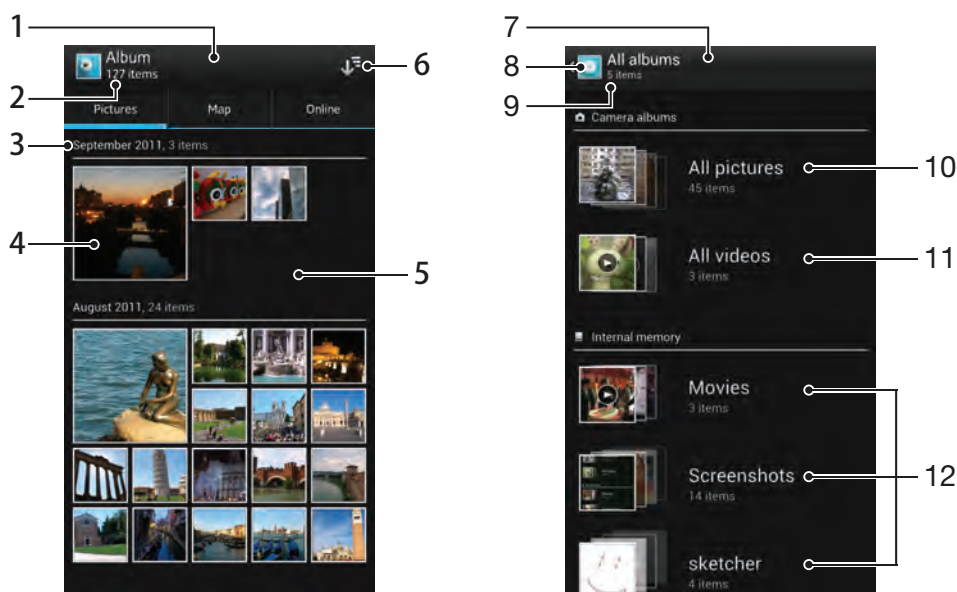 1
Album
127 items
6
2
Pictures
Map
Online
3
September 2011, 3 items
4
5
August 2011, 24 items
7
All albums
8
5 items
9
Camera albums
All pictures
10
45 items
All videos
11
3 items
Internal memory
Movies
3 items
Screenshots
12
14 items
sketcher
4 items